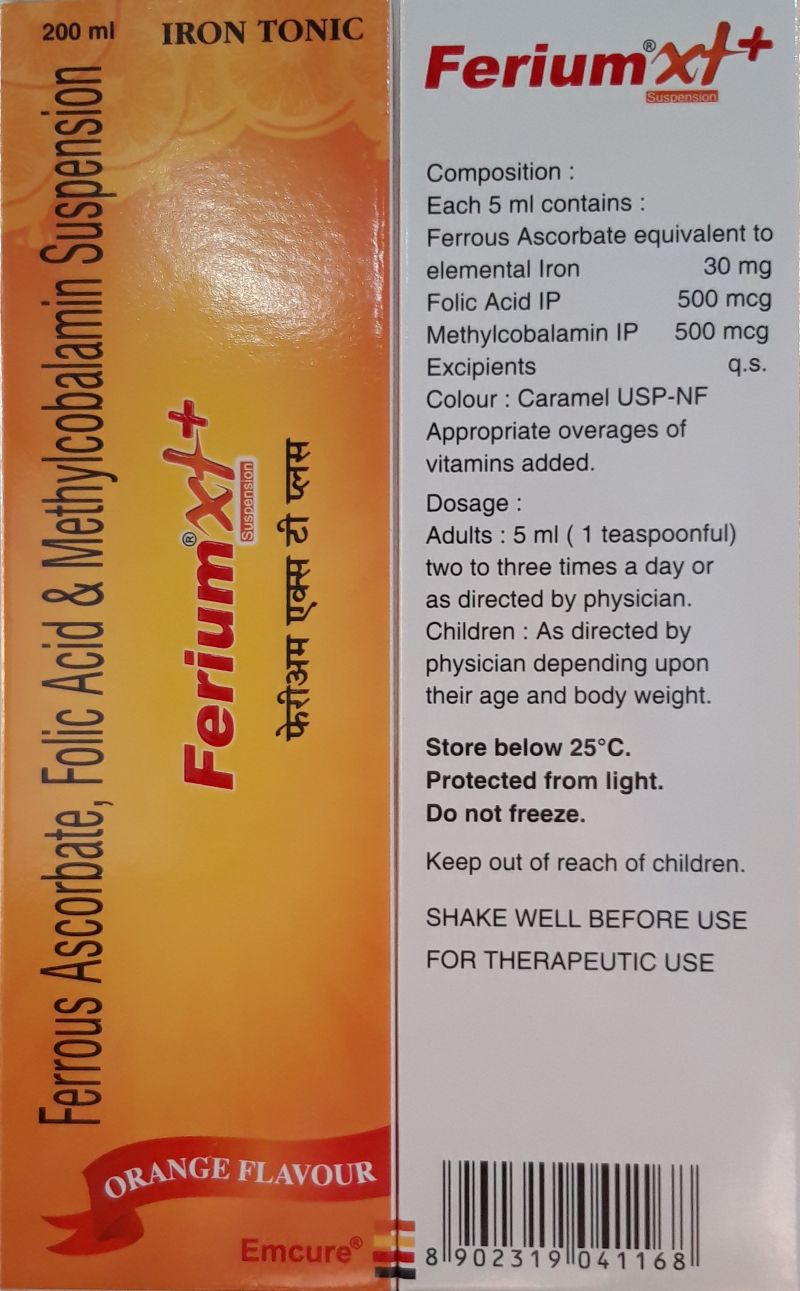 200 ml IRON TONIC
Ferrous Ascorbate, Folic Acid & Methylcobalamin Suspension
Ferium® xt+
Suspension
फेरीअम एक्स टी प्लस
ORANGE FLAVOUR
Emcure®
Ferium® xt+
Suspension
Composition :
Each 5 ml contains :
Ferrous Ascorbate equivalent to
elemental Iron 30 mg
Folic Acid IP 500 mcg
Methylcobalamin IP 500 mcg
Excipients q.s.
Colour : Caramel USP-NF
Appropriate overages of
vitamins added.
Dosage :
Adults : 5 ml ( 1 teaspoonful)
two to three times a day or
as directed by physician.
Children : As directed by
physician depending upon
their age and body weight.
Store below 25°C.
Protected from light.
Do not freeze.
Keep out of reach of children.
SHAKE WELL BEFORE USE
FOR THERAPEUTIC USE
8 902319 041168